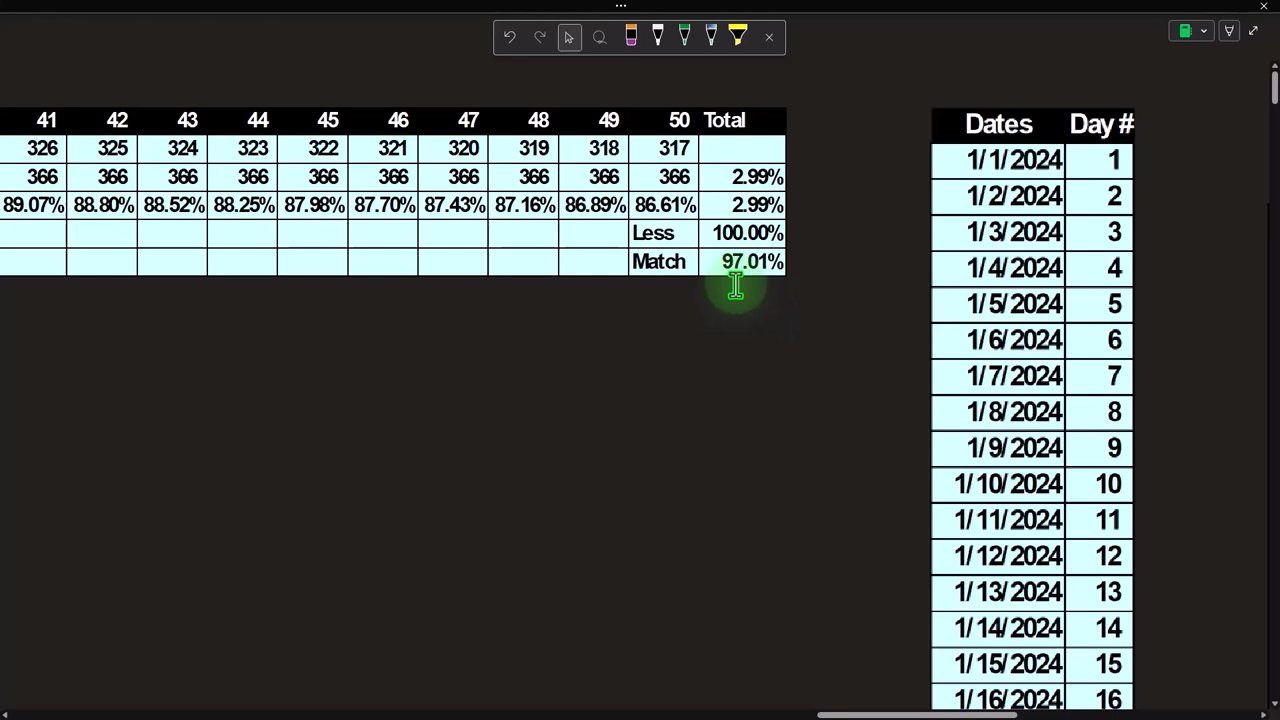 41 42 43 44 45 46 47 48 49 50 Total
326 325 324 323 322 321 320 319 318 317
366 366 366 366 366 366 366 366 366 366 2.99%
89.07% 88.80% 88.52% 88.25% 87.98% 87.70% 87.43% 87.16% 86.89% 86.61% 2.99%
Less 100.00%
Match 97.01%
Dates Day #
1/1/2024 1
1/2/2024 2
1/3/2024 3
1/4/2024 4
1/5/2024 5
1/6/2024 6
1/7/2024 7
1/8/2024 8
1/9/2024 9
1/10/2024 10
1/11/2024 11
1/12/2024 12
1/13/2024 13
1/14/2024 14
1/15/2024 15
1/16/2024 16